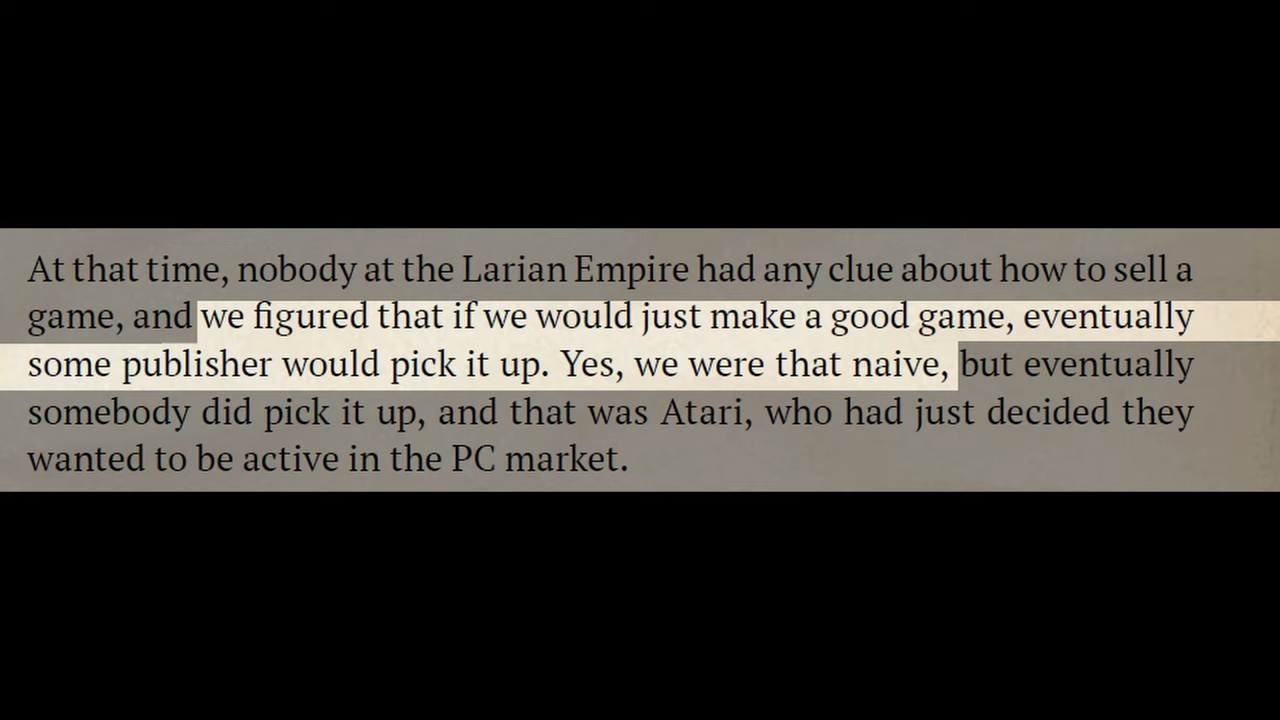 At that time, nobody at the Larian Empire had any clue about how to sell a
game, and we figured that if we would just make a good game, eventually
some publisher would pick it up. Yes, we were that naive, but eventually
somebody did pick it up, and that was Atari, who had just decided they
wanted to be active in the PC market.